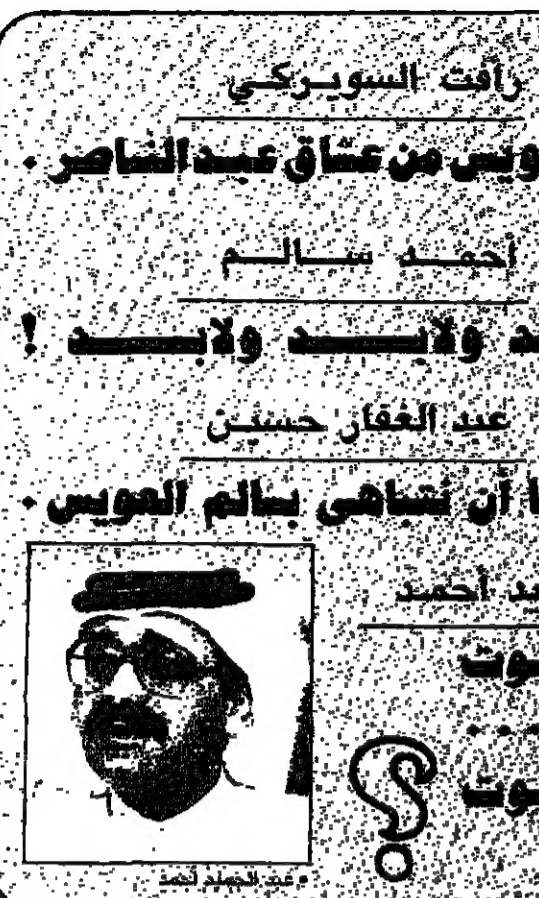 رأفت السويركي
ويس من عشاق عبد الناصر .
أحمد سالم
د ولابد ولابد !
عبد الغفار حسين
ا أن نتباهى بسالم العويس .
يد أحمد
وت
...
وت ؟
• عبد الحميد أحمد